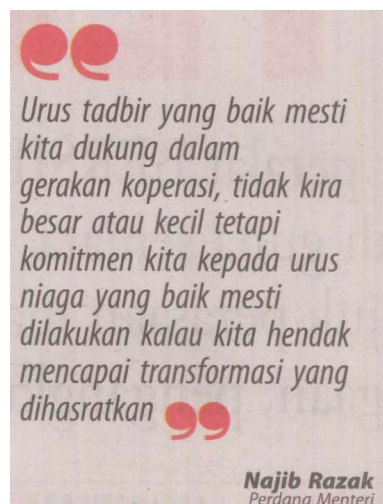 Urus tadbir yang baik mesti
kita dukung dalam
gerakan koperasi, tidak kira
besar atau kecil tetapi
komitmen kita kepada urus
niaga yang baik mesti
dilakukan kalau kita hendak
mencapai transformasi yang
dihasratkan
Najib Razak
Perdana Menteri